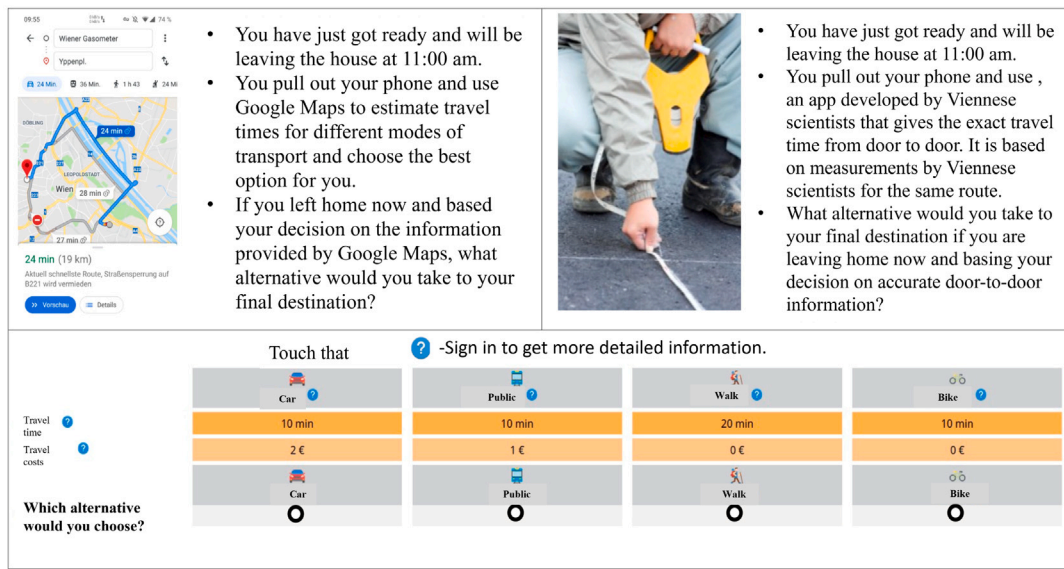 09:55
74 %
Wiener Gasometer
Yppenpl.
24 Min.
36 Min.
1 h 43
24 Mi
DÖBLING
24 min
LEOPOLDSTADT
Wien
28 min
27 min
24 min (19 km)
Aktuell schnellste Route, Straßensperrung auf
B221 wird vermieden
Vorschau
Details
• You have just got ready and will be
leaving the house at 11:00 am.
• You pull out your phone and use
Google Maps to estimate travel
times for different modes of
transport and choose the best
option for you.
• If you left home now and based
your decision on the information
provided by Google Maps, what
alternative would you take to your
final destination?
• You have just got ready and will be
leaving the house at 11:00 am.
• You pull out your phone and use ,
an app developed by Viennese
scientists that gives the exact travel
time from door to door. It is based
on measurements by Viennese
scientists for the same route.
• What alternative would you take to
your final destination if you are
leaving home now and basing your
decision on accurate door-to-door
information?
Touch that ? -Sign in to get more detailed information.
Car ? Public ? Walk ? Bike ?
Travel
time ? 10 min 10 min 20 min 10 min
Travel
costs ? 2 € 1 € 0 € 0 €
Car Public Walk Bike
Which alternative
would you choose?